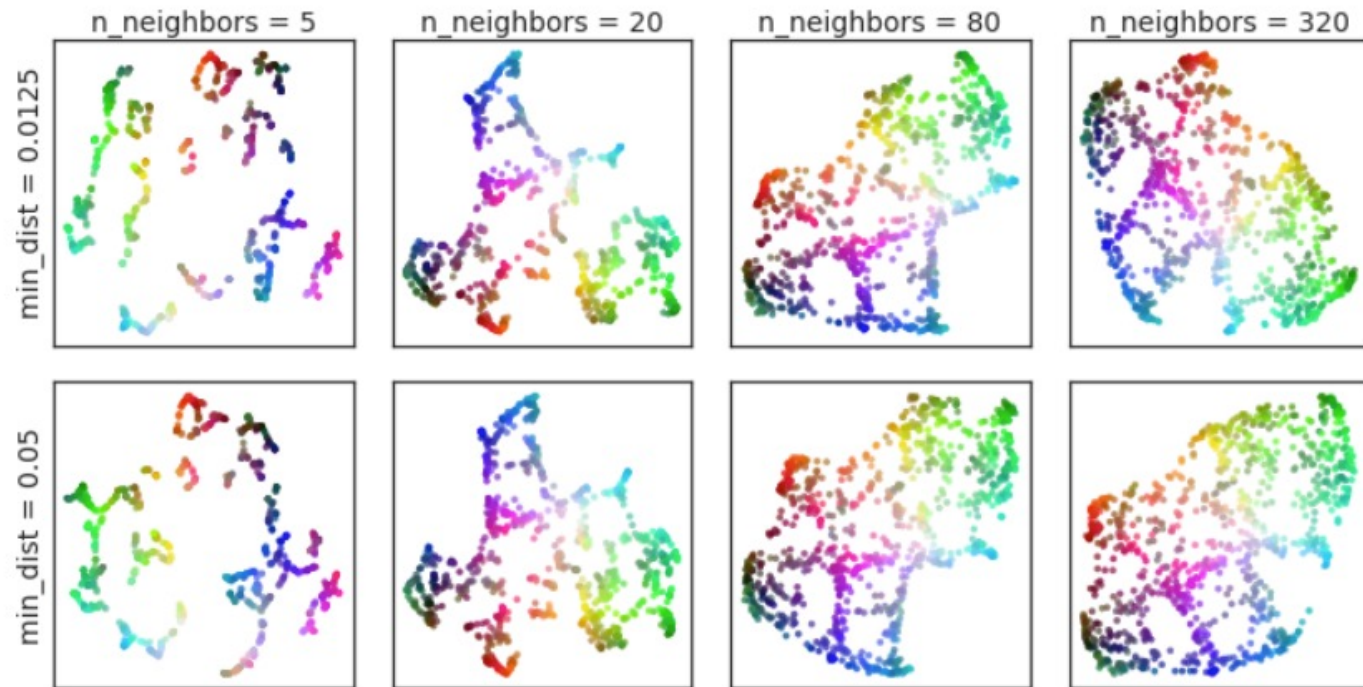 n_neighbors = 5
n_neighbors = 20
n_neighbors = 80
n_neighbors = 320
min_dist = 0.0125
min_dist = 0.05